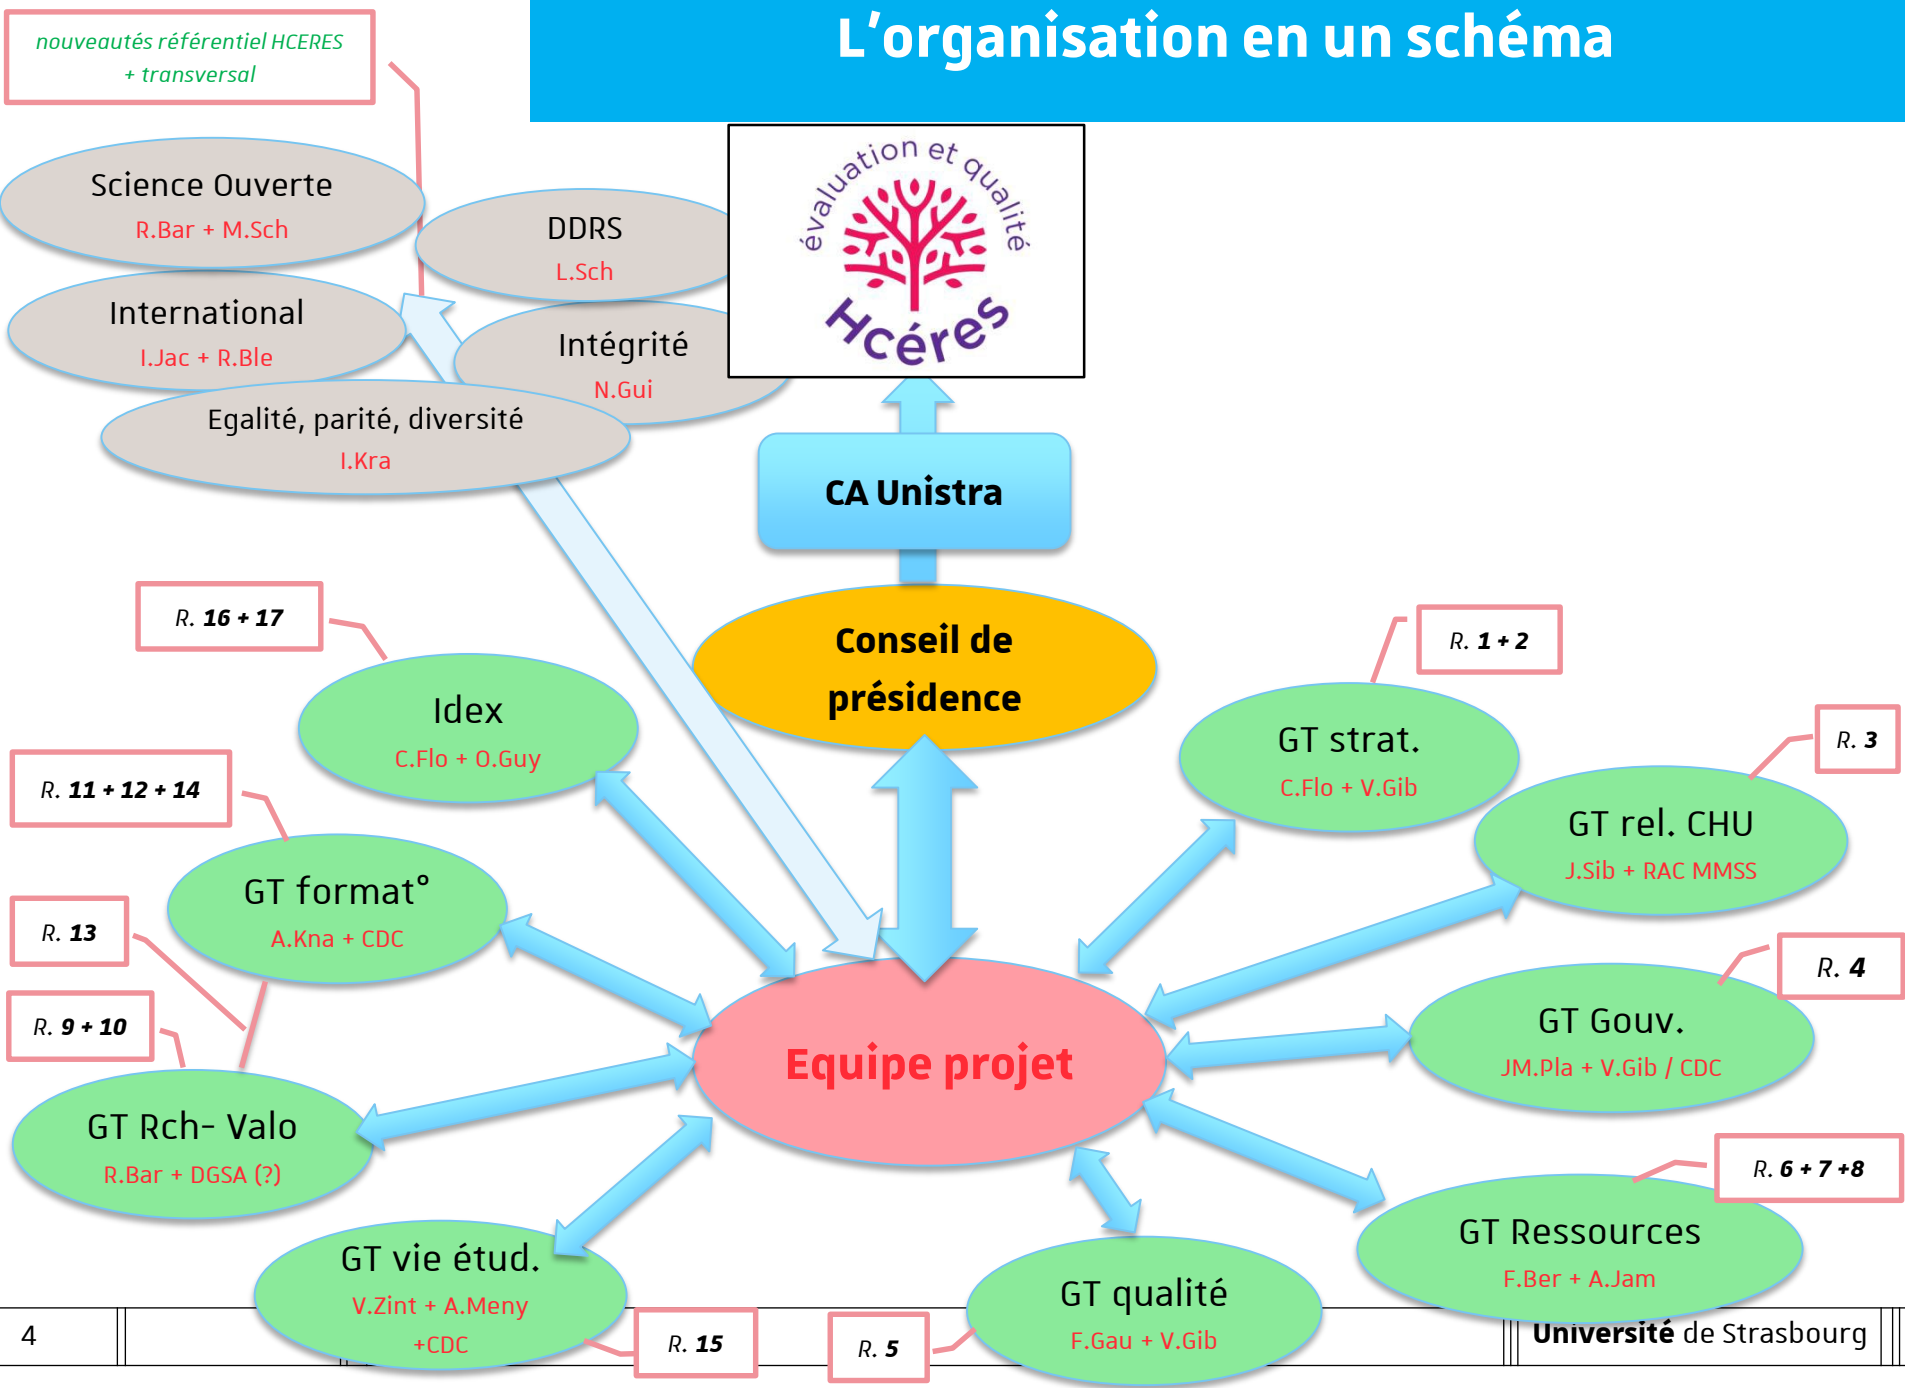 L'organisation en un schéma
nouveautés référentiel HCERES
+ transversal
évaluation et qualité
Hcéres
Science Ouverte
R.Bar + M.Sch
DDRS
L.Sch
International
I.Jac + R.Ble
Intégrité
N.Gui
Egalité, parité, diversité
I.Kra
CA Unistra
Conseil de
présidence
R. 16 + 17
Idex
C.Flo + O.Guy
R. 1 + 2
GT strat.
C.Flo + V.Gib
R. 3
GT rel. CHU
J.Sib + RAC MMSS
R. 11 + 12 + 14
GT format°
A.Kna + CDC
R. 13
R. 4
GT Gouv.
JM.Pla + V.Gib / CDC
R. 9 + 10
GT Rch- Valo
R.Bar + DGSA (?)
Equipe projet
R. 6 + 7 +8
GT Ressources
F.Ber + A.Jam
GT vie étud.
V.Zint + A.Meny
+CDC
R. 15
GT qualité
F.Gau + V.Gib
R. 5
4
Université de Strasbourg